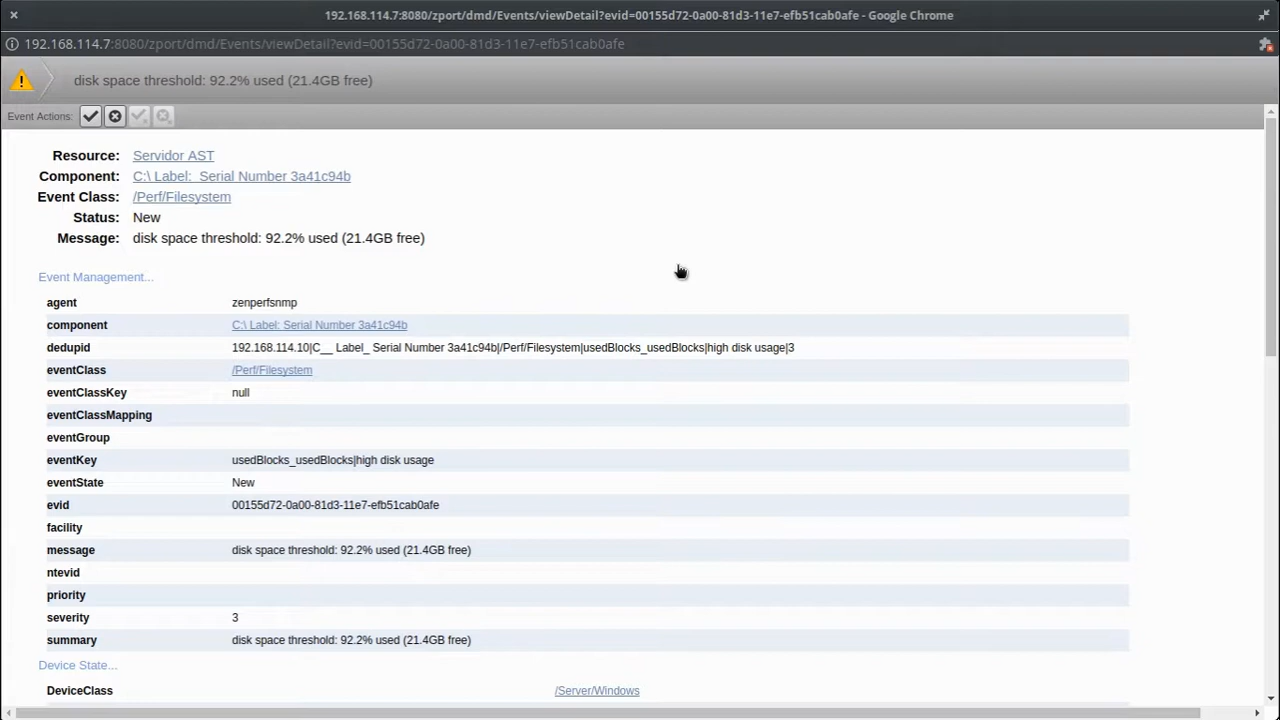 192.168.114.7:8080/zport/dmd/Events/viewDetail?evid=00155d72-0a00-81d3-11e7-efb51cab0afe - Google Chrome
192.168.114.7:8080/zport/dmd/Events/viewDetail?evid=00155d72-0a00-81d3-11e7-efb51cab0afe
disk space threshold: 92.2% used (21.4GB free)
Event Actions:
Resource: Servidor AST
Component: C:\ Label:  Serial Number 3a41c94b
Event Class: /Perf/Filesystem
Status: New
Message: disk space threshold: 92.2% used (21.4GB free)
Event Management...
agent zenperfsnmp
component C:\ Label: Serial Number 3a41c94b
dedupid 192.168.114.10|C__ Label_ Serial Number 3a41c94b|/Perf/Filesystem|usedBlocks_usedBlocks|high disk usage|3
eventClass /Perf/Filesystem
eventClassKey null
eventClassMapping
eventGroup
eventKey usedBlocks_usedBlocks|high disk usage
eventState New
evid 00155d72-0a00-81d3-11e7-efb51cab0afe
facility
message disk space threshold: 92.2% used (21.4GB free)
ntevid
priority
severity 3
summary disk space threshold: 92.2% used (21.4GB free)
Device State...
DeviceClass /Server/Windows